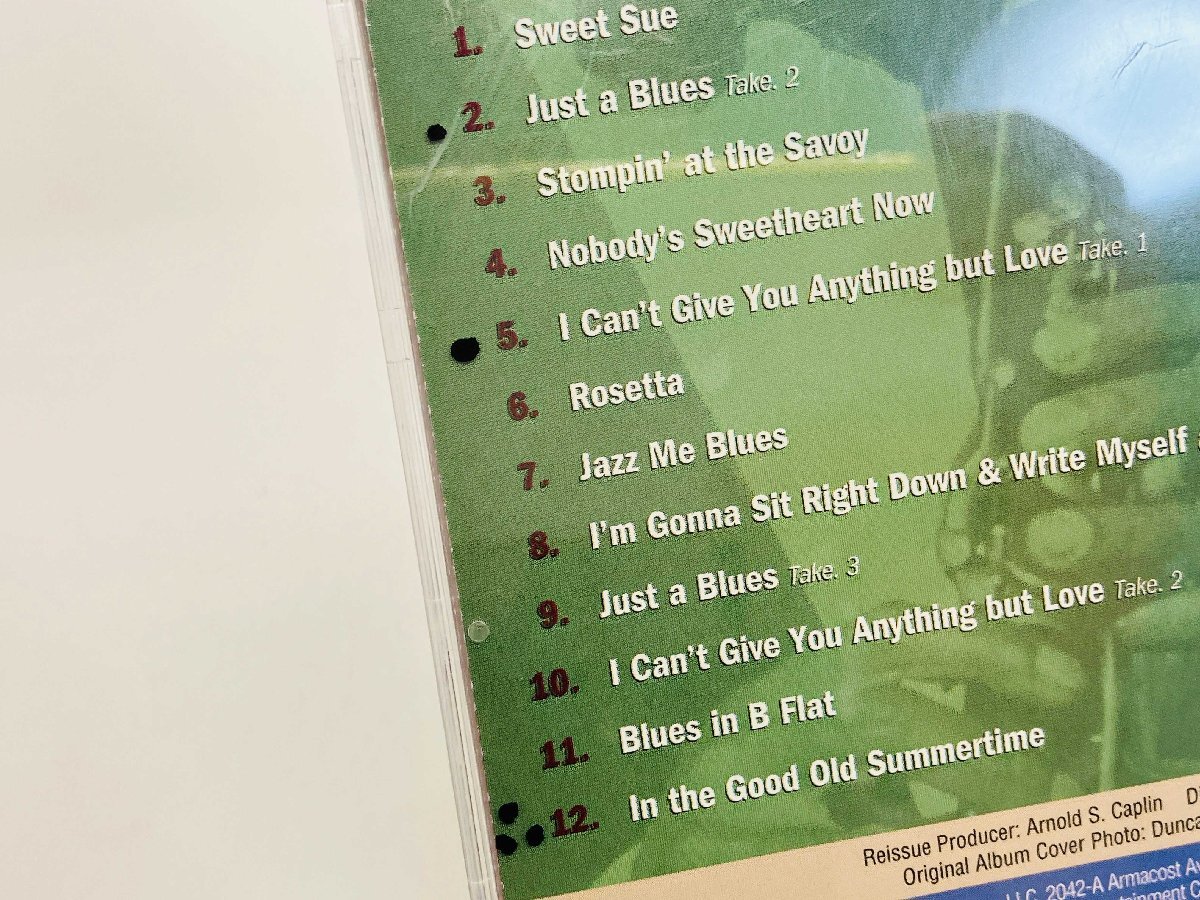 1. Sweet Sue
2. Just a Blues Take. 2
3. Stompin' at the Savoy
4. Nobody's Sweetheart Now
5. I Can't Give You Anything but Love Take. 1
6. Rosetta
7. Jazz Me Blues
8. I'm Gonna Sit Right Down & Write Myself
9. Just a Blues Take. 3
10. I Can't Give You Anything but Love Take. 2
11. Blues in B Flat
12. In the Good Old Summertime
Reissue Producer: Arnold S. Caplin
Original Album Cover Photo:
2042-A Armacost